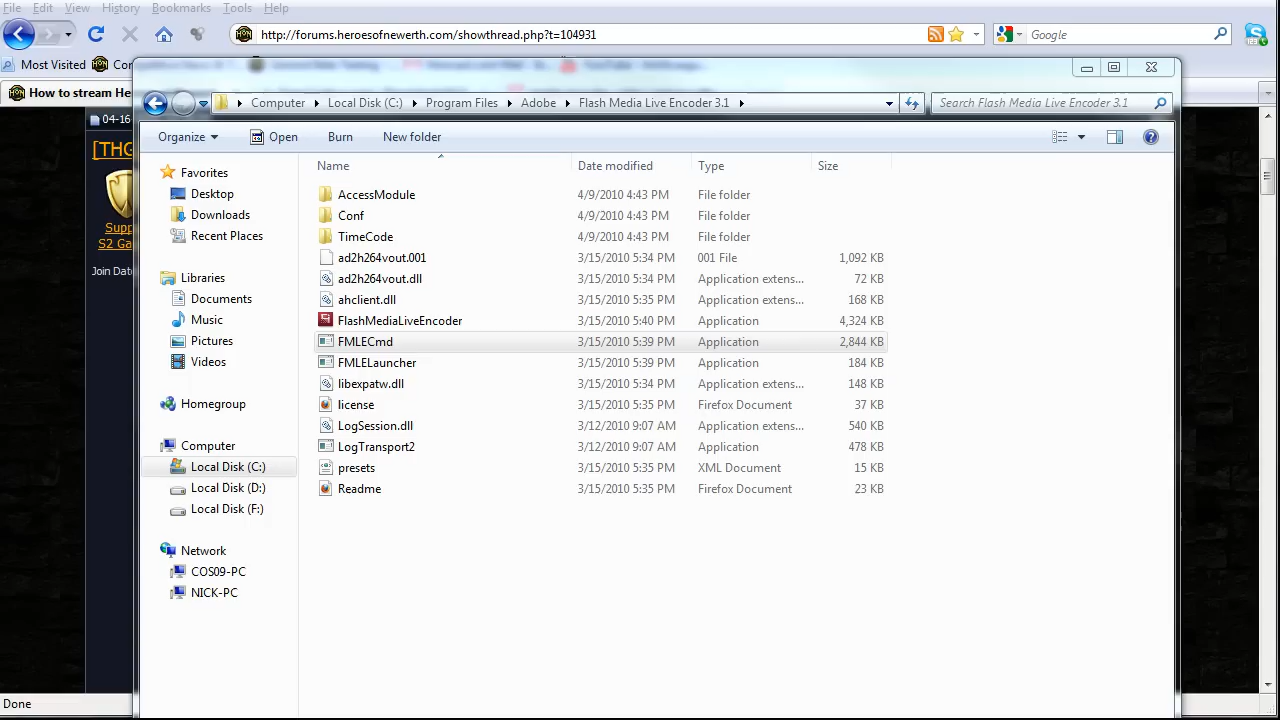 File Edit View History Bookmarks Tools Help
http://forums.heroesofnewerth.com/showthread.php?t=104931
Google
Most Visited Co
How to stream He
Computer Local Disk (C:) Program Files Adobe Flash Media Live Encoder 3.1
Search Flash Media Live Encoder 3.1
04-16
Organize Open Burn New folder
[THG
Name Date modified Type Size
Favorites
Desktop
Downloads
Recent Places
Libraries
Documents
Music
Pictures
Videos
Homegroup
Computer
Local Disk (C:)
Local Disk (D:)
Local Disk (F:)
Network
COS09-PC
NICK-PC
AccessModule 4/9/2010 4:43 PM File folder
Conf 4/9/2010 4:43 PM File folder
TimeCode 4/9/2010 4:43 PM File folder
ad2h264vout.001 3/15/2010 5:34 PM 001 File 1,092 KB
ad2h264vout.dll 3/15/2010 5:34 PM Application extens... 72 KB
ahclient.dll 3/15/2010 5:35 PM Application extens... 168 KB
FlashMediaLiveEncoder 3/15/2010 5:40 PM Application 4,324 KB
FMLECmd 3/15/2010 5:39 PM Application 2,844 KB
FMLELauncher 3/15/2010 5:39 PM Application 184 KB
libexpatw.dll 3/15/2010 5:34 PM Application extens... 148 KB
license 3/15/2010 5:35 PM Firefox Document 37 KB
LogSession.dll 3/12/2010 9:07 AM Application extens... 540 KB
LogTransport2 3/12/2010 9:07 AM Application 478 KB
presets 3/15/2010 5:35 PM XML Document 15 KB
Readme 3/15/2010 5:35 PM Firefox Document 23 KB
Supp
S2 Ga
Join Dat
Done